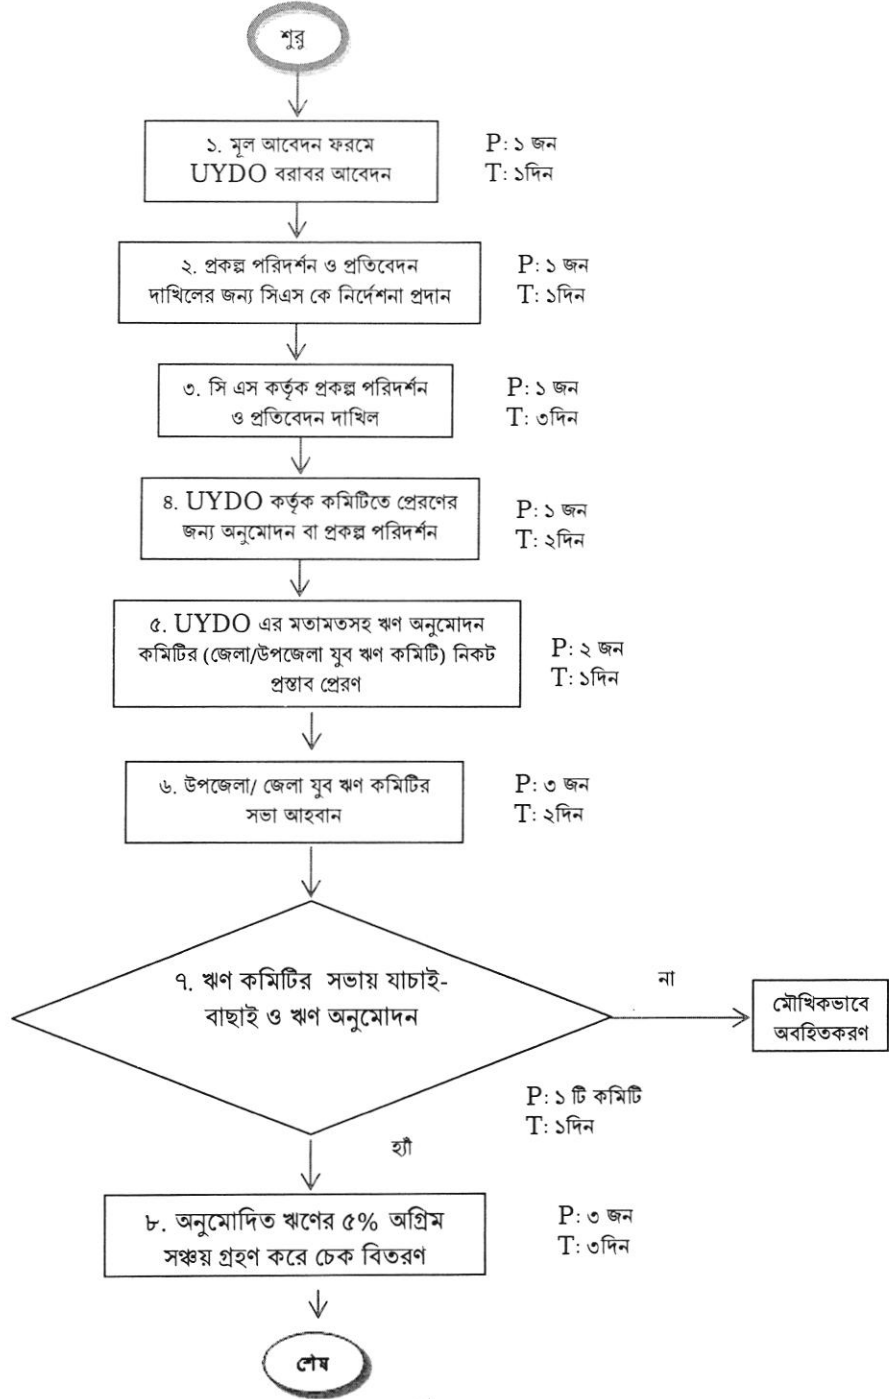 শুরু
১. মূল আবেদন ফরমে
UYDO বরাবর আবেদন
P: ১ জন
T: ১দিন
২. প্রকল্প পরিদর্শন ও প্রতিবেদন
দাখিলের জন্য সিএস কে নির্দেশনা প্রদান
P: ১ জন
T: ১দিন
৩. সি এস কর্তৃক প্রকল্প পরিদর্শন
ও প্রতিবেদন দাখিল
P: ১ জন
T: ৩দিন
৪. UYDO কর্তৃক কমিটিতে প্রেরণের
জন্য অনুমোদন বা প্রকল্প পরিদর্শন
P: ১ জন
T: ২দিন
৫. UYDO এর মতামতসহ ঋণ অনুমোদন
কমিটির (জেলা/উপজেলা যুব ঋণ কমিটি) নিকট
প্রস্তাব প্রেরণ
P: ২ জন
T: ১দিন
৬. উপজেলা/ জেলা যুব ঋণ কমিটির
সভা আহবান
P: ৩ জন
T: ২দিন
৭. ঋণ কমিটির সভায় যাচাই-
বাছাই ও ঋণ অনুমোদন
না
মৌখিকভাবে
অবহিতকরণ
P: ১ টি কমিটি
T: ১দিন
হ্যাঁ
৮. অনুমোদিত ঋণের ৫% অগ্রিম
সঞ্চয় গ্রহণ করে চেক বিতরণ
P: ৩ জন
T: ৩দিন
শেষ